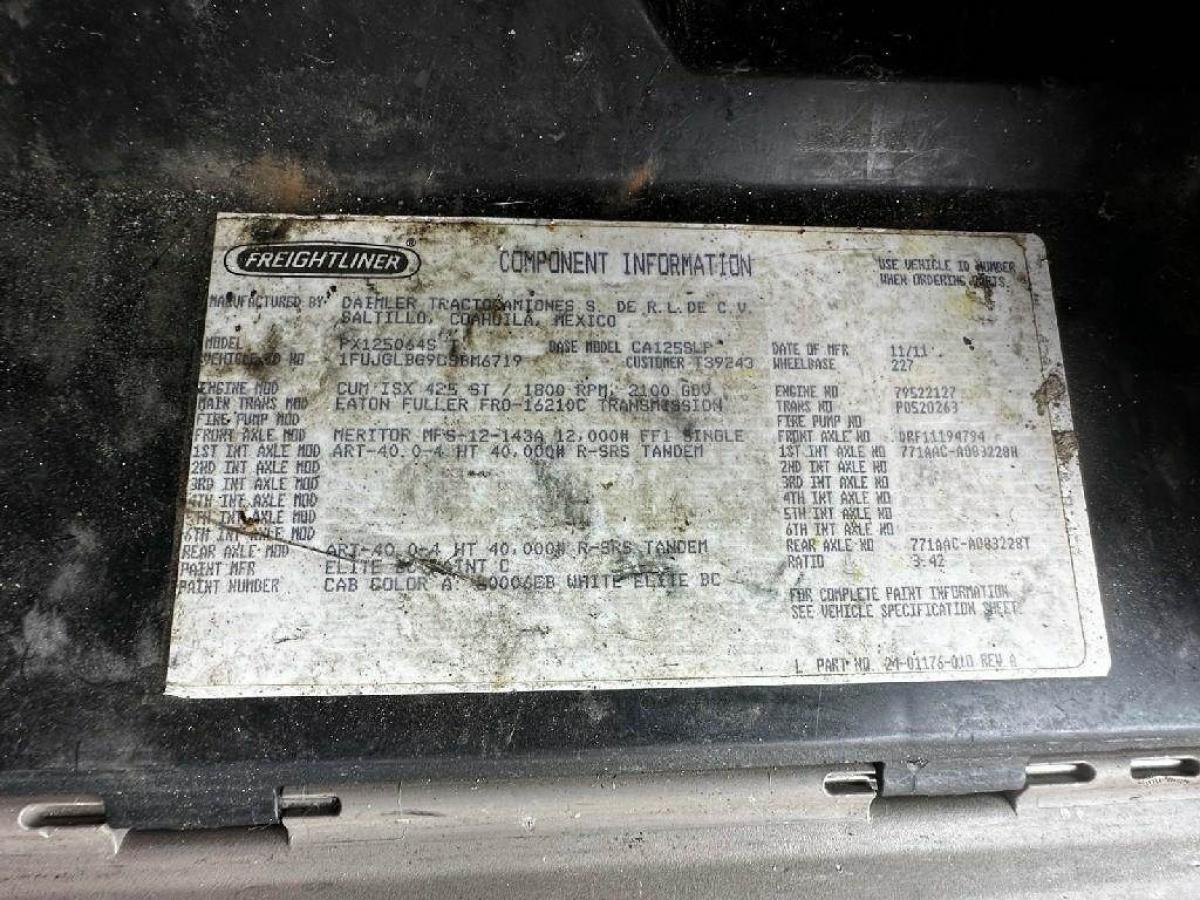 FREIGHTLINER®
COMPONENT INFORMATION
USE VEHICLE ID NUMBER
WHEN ORDERING PARTS.
MANUFACTURED BY: DAIMLER TRACTOCAMIONES S. DE R.L. DE C.V.
SALTILLO, COAHUILA, MEXICO
MODEL PX125064S T BASE MODEL CA125SLP DATE OF MFR 11/11
VEHICLE ID NO CUSTOMER T39243 WHEELBASE 227
ENGINE MOD CUM ISX 425 ST / 1800 RPM, 2100 GOV ENGINE NO 79522127
MAIN TRANS MOD EATON FULLER FRO-16210C TRANSMISSION TRANS NO P0520263
FIRE PUMP MOD FIRE PUMP NO
FRONT AXLE MOD MERITOR MFS-12-143A 12,000# FF1 SINGLE FRONT AXLE NO DRF11194794
1ST INT AXLE MOD ART-40.0-4 HT 40,000# R-SRS TANDEM 1ST INT AXLE NO 771AAC-A083228H
2ND INT AXLE MOD 2ND INT AXLE NO
3RD INT AXLE MOD 3RD INT AXLE NO
4TH INT AXLE MOD 4TH INT AXLE NO
5TH INT AXLE MOD 5TH INT AXLE NO
6TH INT AXLE MOD 6TH INT AXLE NO
REAR AXLE MOD ART-40.0-4 HT 40,000# R-SRS TANDEM REAR AXLE NO 771AAC-A083228T
PAINT MFR ELITE PAINT C RATIO 3.42
PAINT NUMBER CAB COLOR A WHITE ELITE BC
FOR COMPLETE PAINT INFORMATION
SEE VEHICLE SPECIFICATION SHEET
PART NO. 24-01176-010 REV A